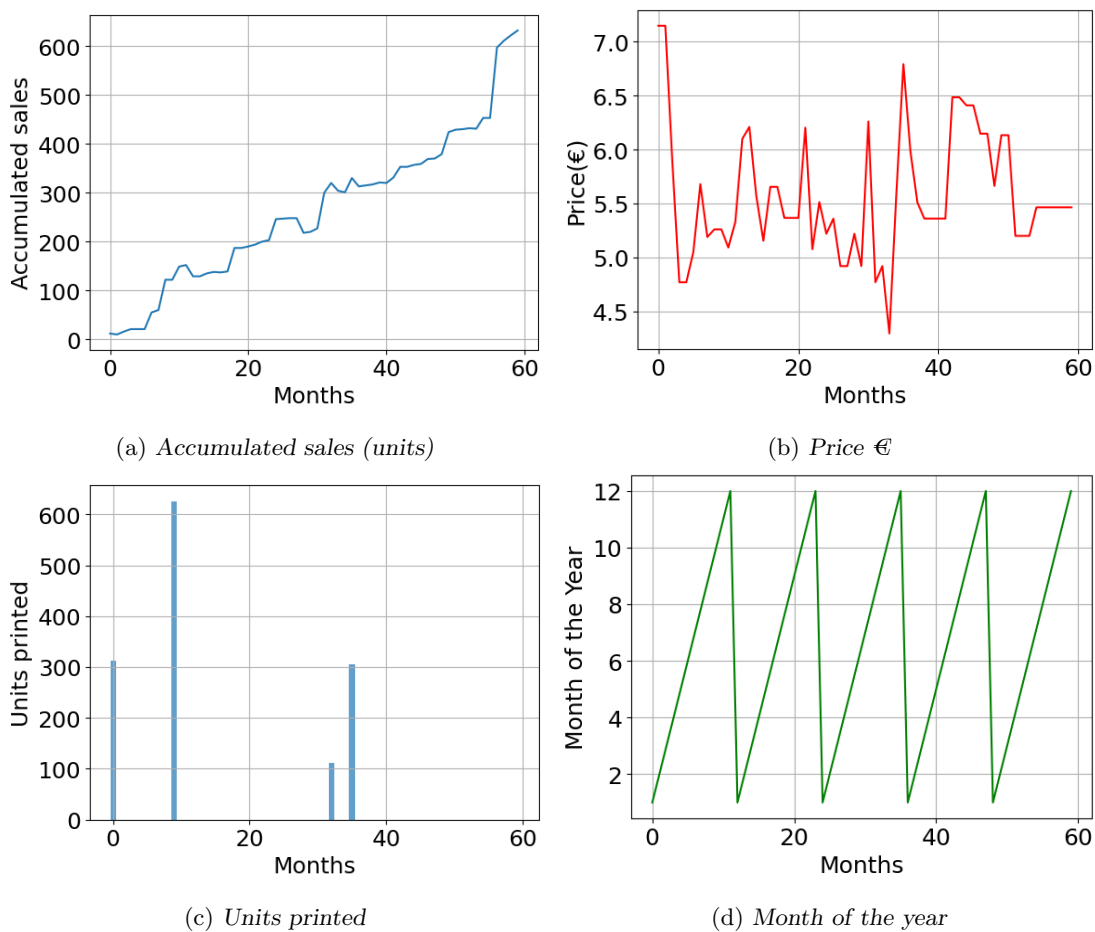 600
500
400
300
200
100
0
Accumulated sales
0 20 40 60
Months
(a) Accumulated sales (units)
7.0
6.5
6.0
5.5
5.0
4.5
Price(€)
0 20 40 60
Months
(b) Price €
600
500
400
300
200
100
0
Units printed
0 20 40 60
Months
(c) Units printed
12
10
8
6
4
2
Month of the Year
0 20 40 60
Months
(d) Month of the year